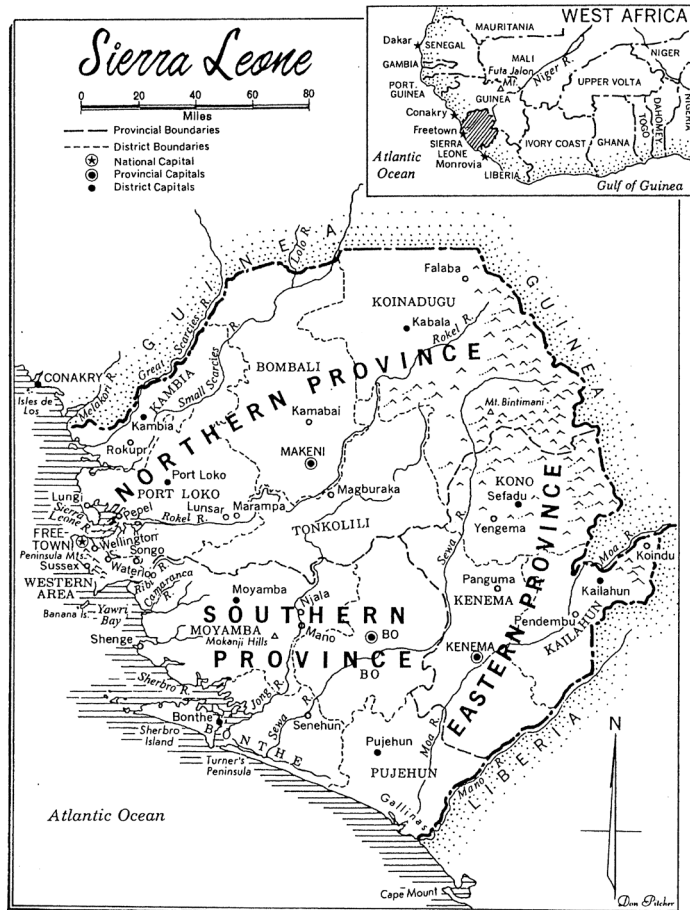 Sierra Leone
0 20 40 80
Miles
Provincial Boundaries
District Boundaries
National Capital
Provincial Capitals
District Capitals
WEST AFRICA
MAURITANIA
Dakar
SENEGAL
MALI
NIGER
GAMBIA
Futa Jalon
Mt.
Niger R.
PORT. GUINEA
GUINEA
UPPER VOLTA
Conakry
Freetown
SIERRA LEONE
Monrovia
LIBERIA
IVORY COAST
GHANA
TOGO
DAHOMEY
NIGERIA
Atlantic Ocean
Gulf of Guinea
GUINEA
GUINEA
Lolo R.
Falaba
KOINADUGU
Kabala
Rokel R.
Great Scarcies R.
Small Scarcies R.
BOMBALI
NORTHERN PROVINCE
CONAKRY
Isles de Los
Melakori R.
KAMBIA
Kambia
Rokupr
Kamabai
Mt. Bintimani
MAKENI
Port Loko
PORT LOKO
Magburaka
KONO
Sefadu
Lungi
Pepel
Lunsar
Marampa
Rokel R.
Sierra Leone R.
TONKOLILI
Yengema
Sewa R.
FREETOWN
Wellington
Songo
Peninsula Mts.
Sussex
Waterloo
Ribi R.
WESTERN AREA
Camaranca R.
Moa R.
Koindu
Panguma
KENEMA
Kailahun
Banana Is.
Yawri Bay
Moyamba
Njala
SOUTHERN PROVINCE
Pendembu
KAILAHUN
Shenge
MOYAMBA
Mano
Mokanji Hills
BO
KENEMA
EASTERN PROVINCE
BO
Sherbro R.
Jong R.
Sewa R.
Bonthe
Sherbro Island
BONTHE
Senehun
Turner's Peninsula
Pujehun
PUJEHUN
Moa R.
Mano R.
LIBERIA
Gallinas
N
Atlantic Ocean
Cape Mount
Don Pitcher